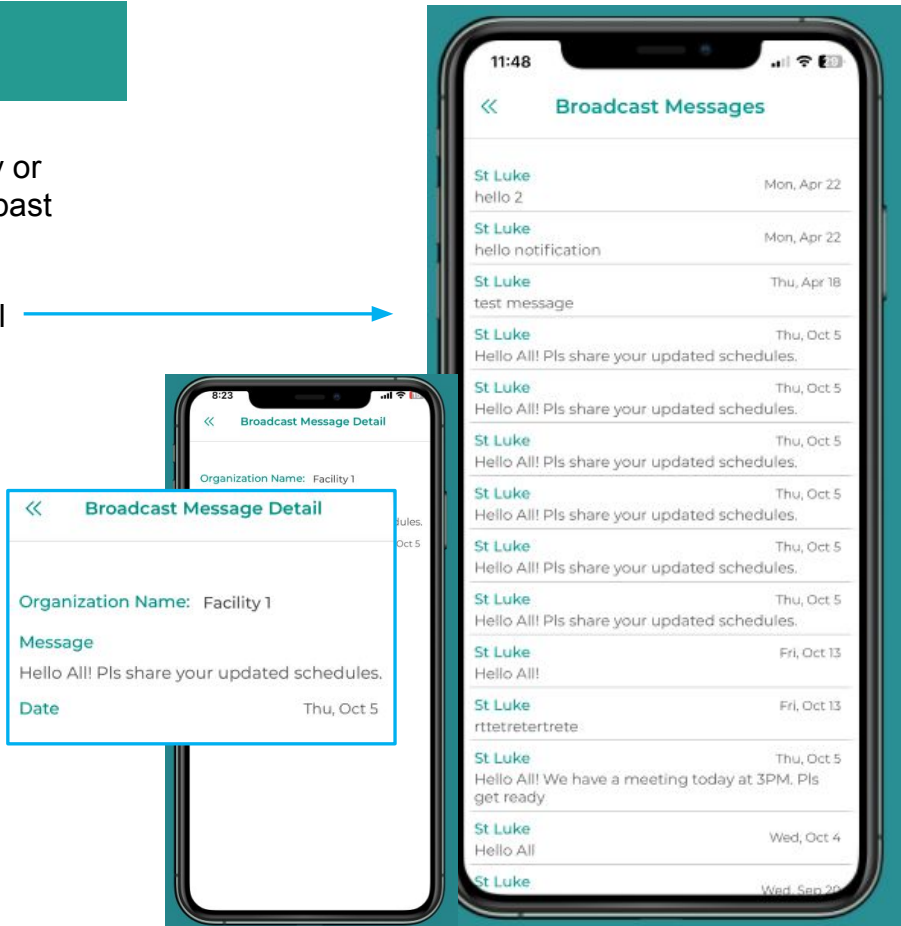 or
past
11:48
Broadcast Messages
St Luke
Mon, Apr 22
hello 2
St Luke
Mon, Apr 22
hello notification
St Luke
Thu, Apr 18
test message
St Luke
Thu, Oct 5
Hello All! Pls share your updated schedules.
St Luke
Thu, Oct 5
Hello All! Pls share your updated schedules.
St Luke
Thu, Oct 5
Hello All! Pls share your updated schedules.
St Luke
Thu, Oct 5
Hello All! Pls share your updated schedules.
St Luke
Thu, Oct 5
Hello All! Pls share your updated schedules.
St Luke
Thu, Oct 5
Hello All! Pls share your updated schedules.
St Luke
Fri, Oct 13
Hello All!
St Luke
Fri, Oct 13
rttetretertrete
St Luke
Thu, Oct 5
Hello All! We have a meeting today at 3PM. Pls
get ready
St Luke
Wed, Oct 4
Hello All
St Luke
Wed, Sep 20
8:23
Broadcast Message Detail
Organization Name: Facility 1
dules.
Oct 5
Broadcast Message Detail
Organization Name: Facility 1
Message
Hello All! Pls share your updated schedules.
Date
Thu, Oct 5